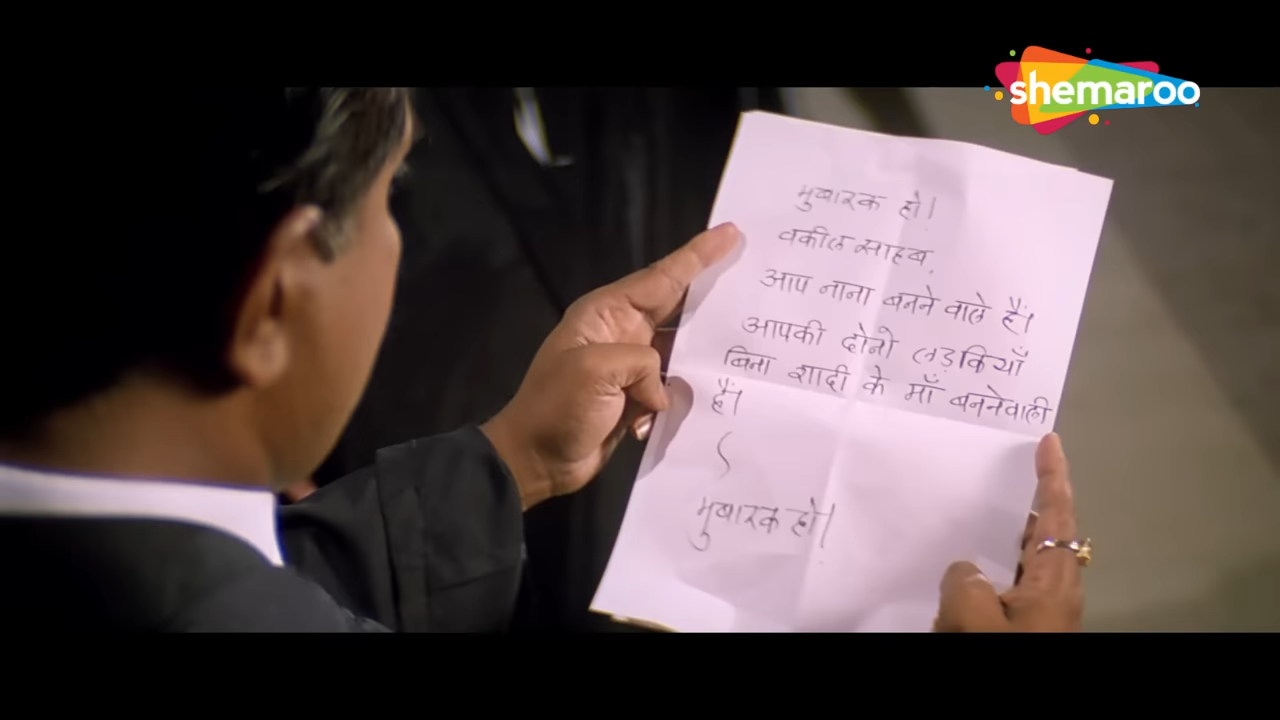 shemaroo
मुबारक हो।
वकील साहब,
आप नाना बनने वाले हैं।
आपकी दोनो लड़कियाँ
बिना शादी के माँ बननेवाली
हैं।
मुबारक हो।